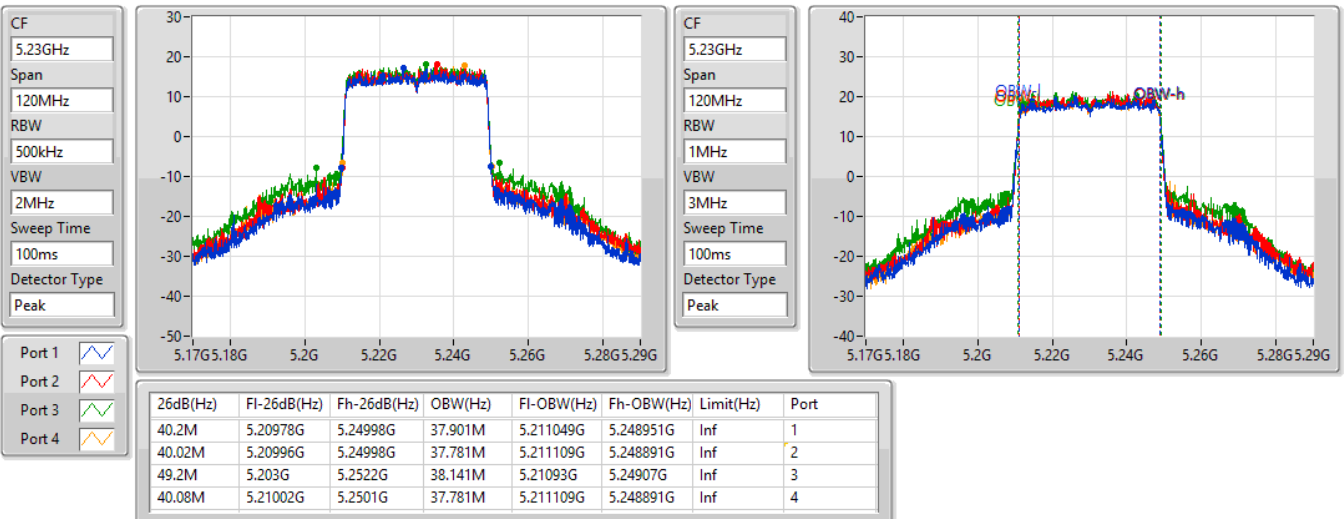 CF
5.23GHz
Span
120MHz
RBW
500kHz
VBW
2MHz
Sweep Time
100ms
Detector Type
Peak
30
20
10
0
-10
-20
-30
-40
-50
5.17G 5.18G 5.2G 5.22G 5.24G 5.26G 5.28G 5.29G
CF
5.23GHz
Span
120MHz
RBW
1MHz
VBW
3MHz
Sweep Time
100ms
Detector Type
Peak
40
30
20
10
0
-10
-20
-30
-40
OBW-l
OBW-h
5.17G 5.18G 5.2G 5.22G 5.24G 5.26G 5.28G 5.29G
Port 1
Port 2
Port 3
Port 4
26dB(Hz) Fl-26dB(Hz) Fh-26dB(Hz) OBW(Hz) Fl-OBW(Hz) Fh-OBW(Hz) Limit(Hz) Port
40.2M 5.20978G 5.24998G 37.901M 5.211049G 5.248951G Inf 1
40.02M 5.20996G 5.24998G 37.781M 5.211109G 5.248891G Inf 2
49.2M 5.203G 5.2522G 38.141M 5.21093G 5.24907G Inf 3
40.08M 5.21002G 5.2501G 37.781M 5.211109G 5.248891G Inf 4